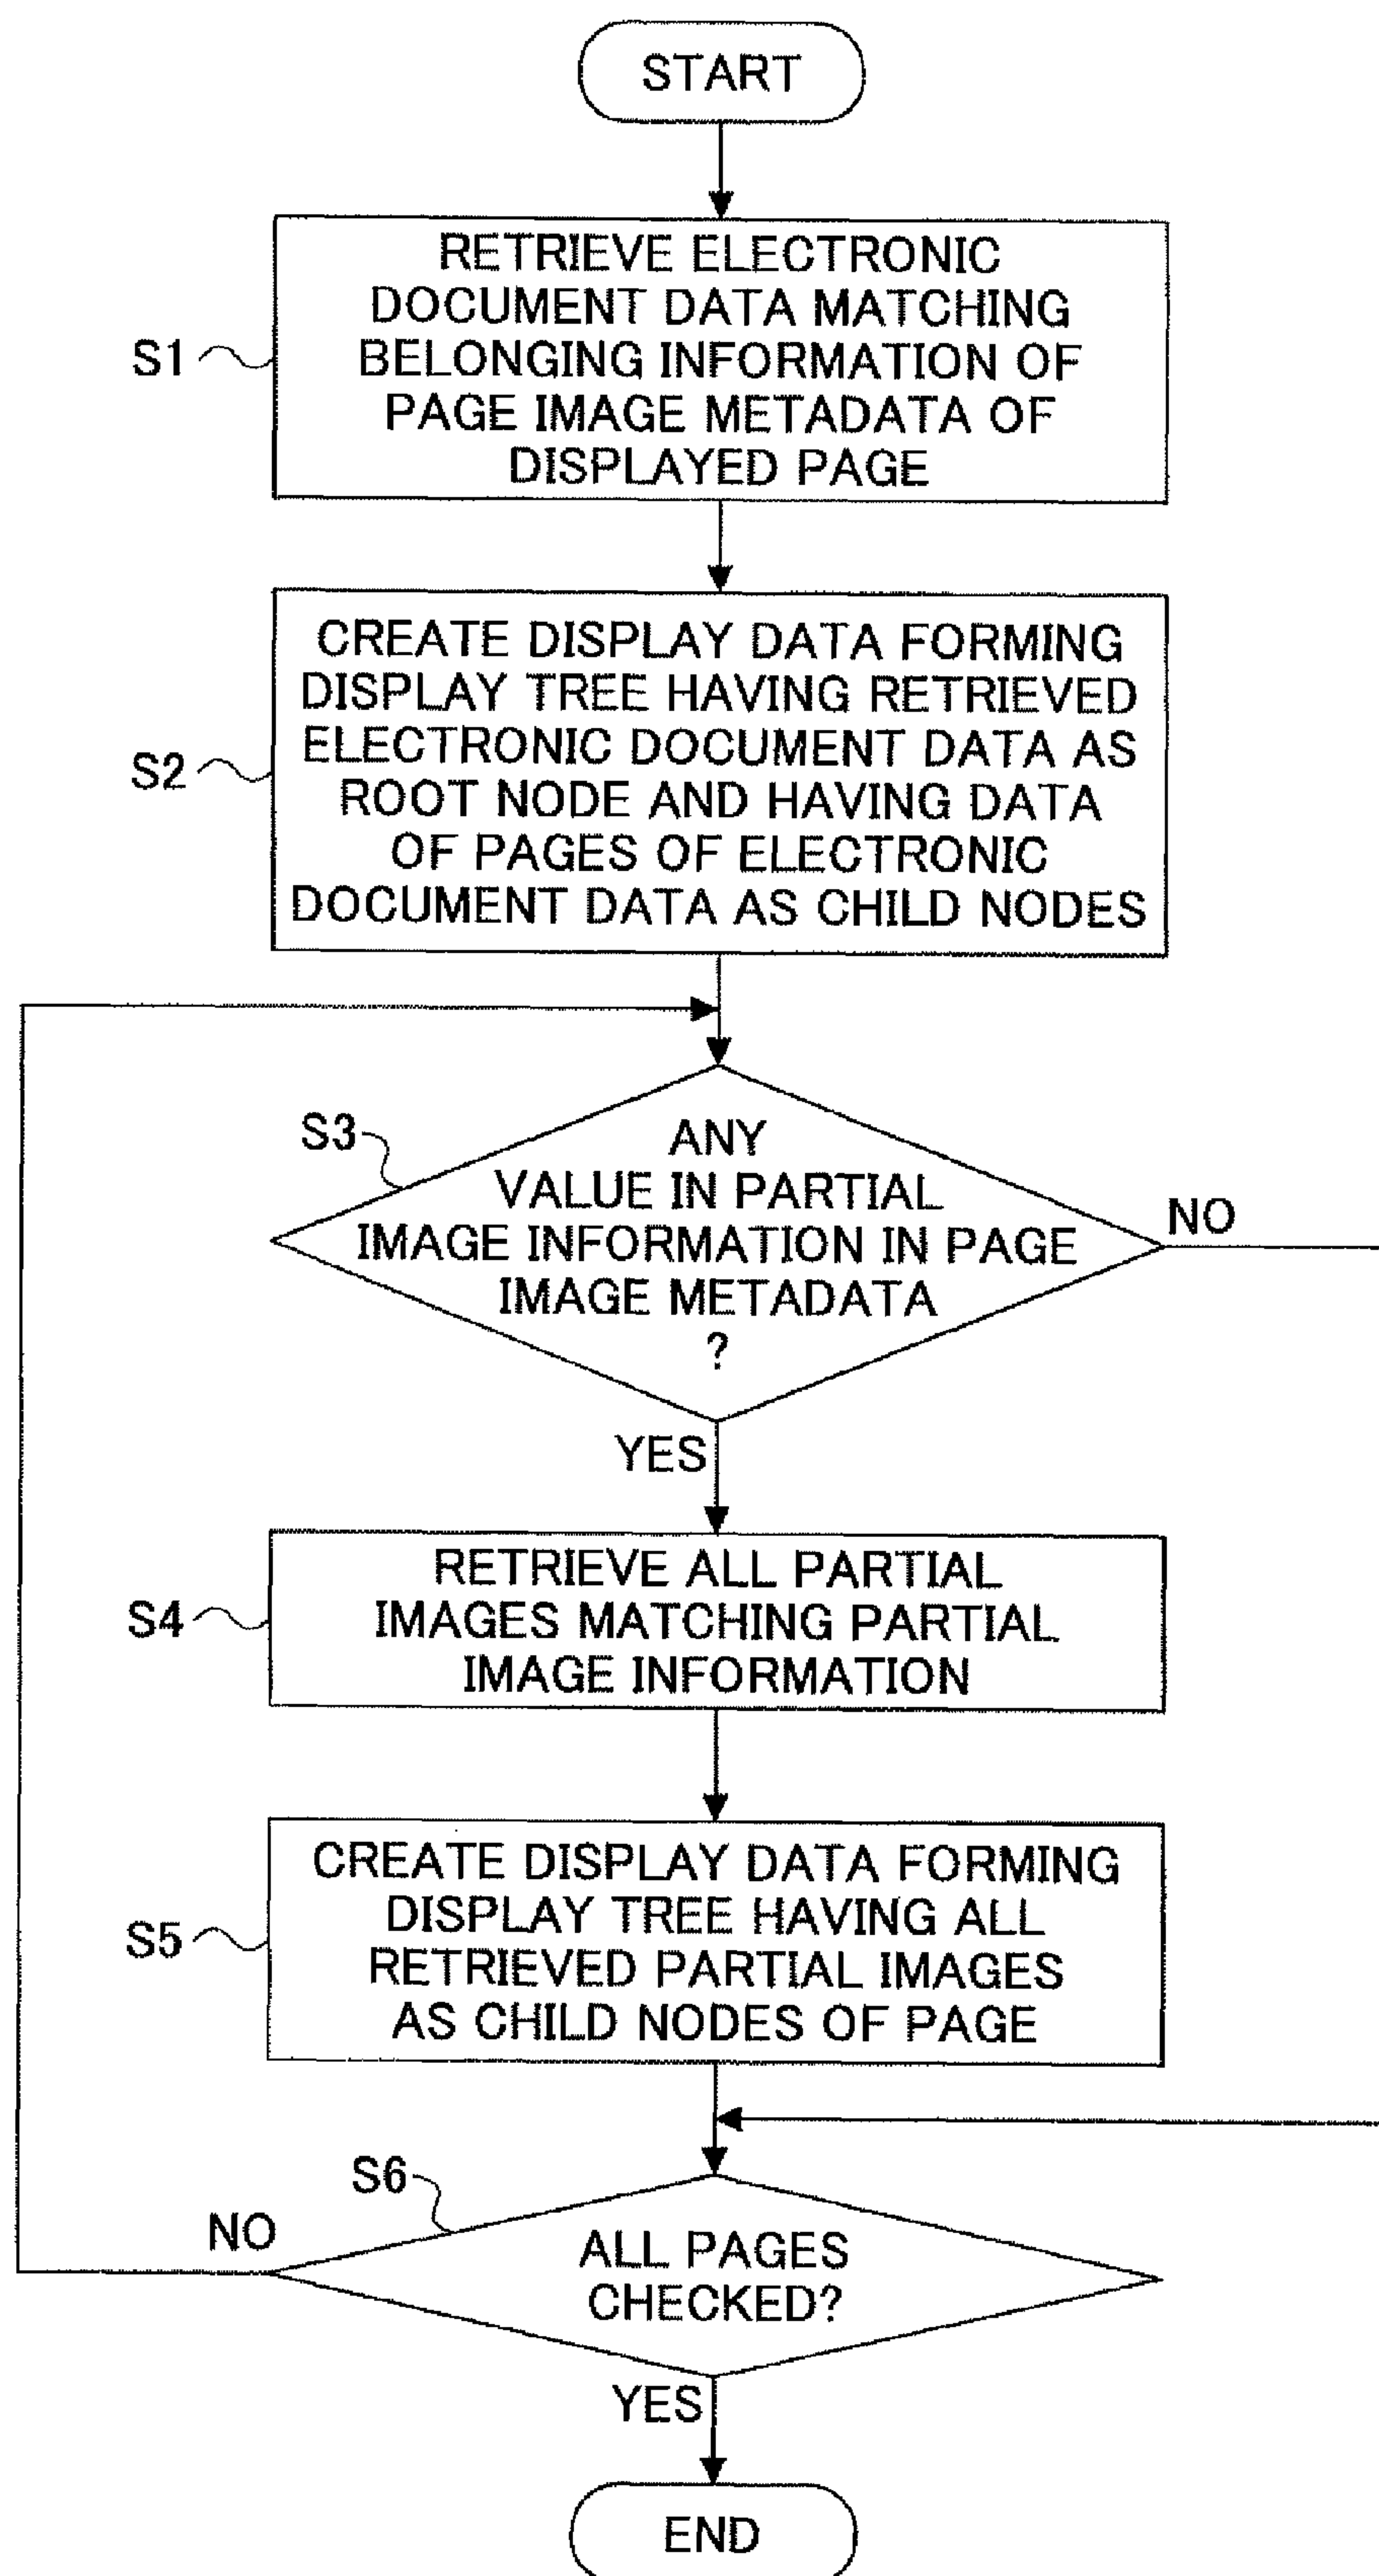 START
S1
RETRIEVE ELECTRONIC
DOCUMENT DATA MATCHING
BELONGING INFORMATION OF
PAGE IMAGE METADATA OF
DISPLAYED PAGE
S2
CREATE DISPLAY DATA FORMING
DISPLAY TREE HAVING RETRIEVED
ELECTRONIC DOCUMENT DATA AS
ROOT NODE AND HAVING DATA
OF PAGES OF ELECTRONIC
DOCUMENT DATA AS CHILD NODES
S3
ANY
VALUE IN PARTIAL
IMAGE INFORMATION IN PAGE
IMAGE METADATA
?
NO
YES
S4
RETRIEVE ALL PARTIAL
IMAGES MATCHING PARTIAL
IMAGE INFORMATION
S5
CREATE DISPLAY DATA FORMING
DISPLAY TREE HAVING ALL
RETRIEVED PARTIAL IMAGES
AS CHILD NODES OF PAGE
S6
NO
ALL PAGES
CHECKED?
YES
END